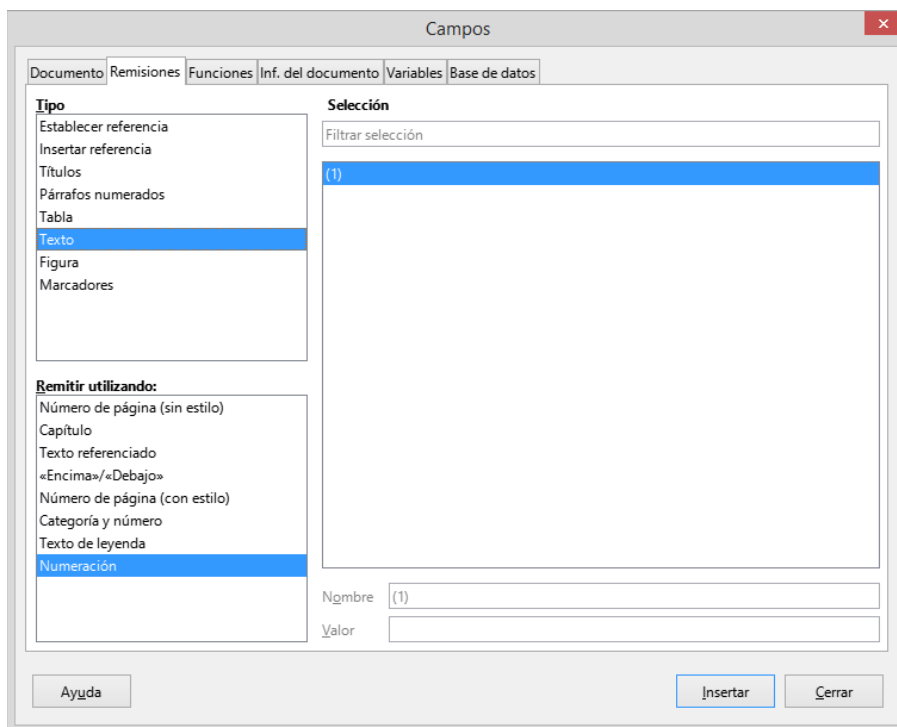 Campos
Documento Remisiones Funciones Inf. del documento Variables Base de datos
Tipo
Establecer referencia
Insertar referencia
Títulos
Párrafos numerados
Tabla
Texto
Figura
Marcadores
Remitir utilizando:
Número de página (sin estilo)
Capítulo
Texto referenciado
«Encima»/«Debajo»
Número de página (con estilo)
Categoría y número
Texto de leyenda
Numeración
Selección
Filtrar selección
(1)
Nombre (1)
Valor
Ayuda Insertar Cerrar